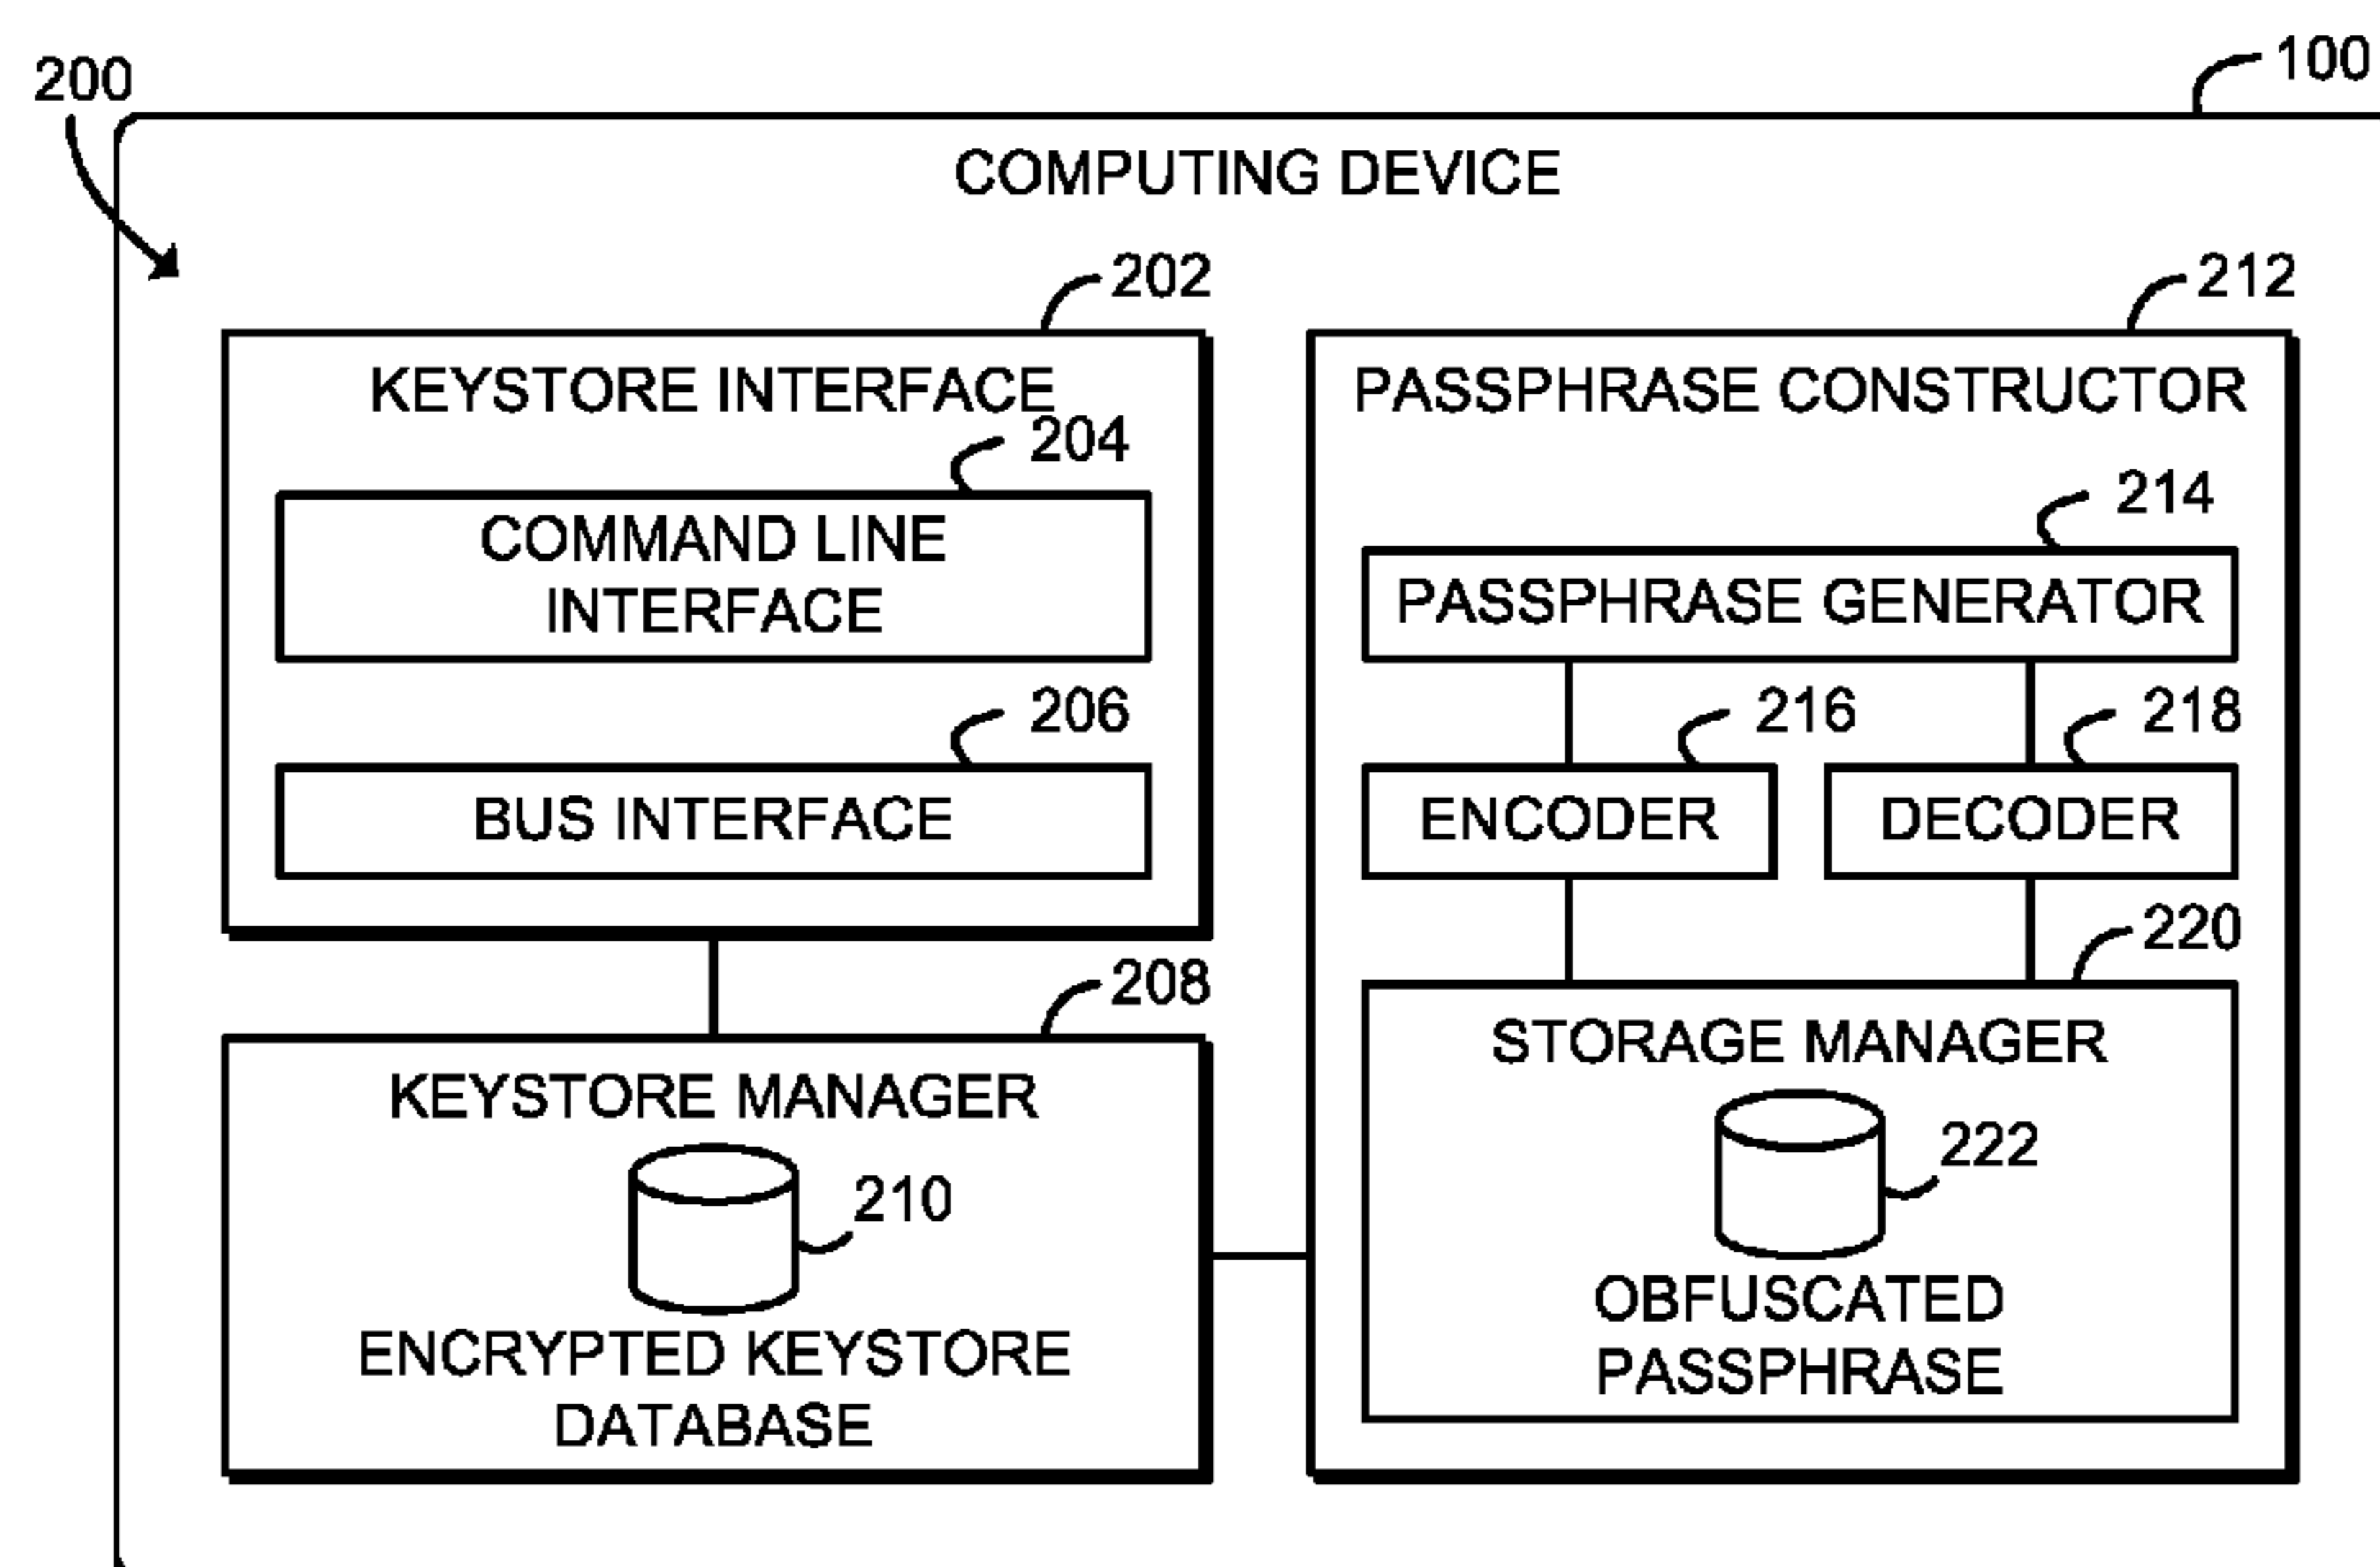 200
100
COMPUTING DEVICE
202
KEYSTORE INTERFACE
204
COMMAND LINE
INTERFACE
206
BUS INTERFACE
208
KEYSTORE MANAGER
210
ENCRYPTED KEYSTORE
DATABASE
212
PASSPHRASE CONSTRUCTOR
214
PASSPHRASE GENERATOR
216
ENCODER
218
DECODER
220
STORAGE MANAGER
222
OBFUSCATED
PASSPHRASE